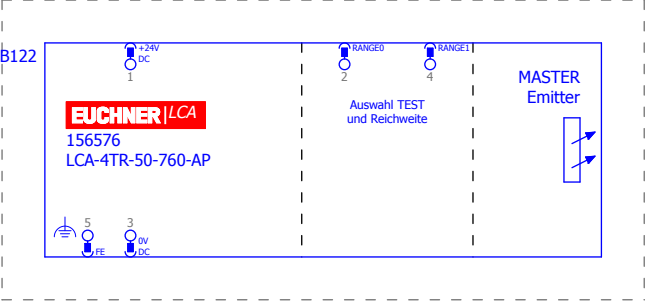 B122
+24V
DC
1
RANGE0
2
RANGE1
4
MASTER
Emitter
Auswahl TEST
und Reichweite
EUCHNER|LCA
156576
LCA-4TR-50-760-AP
5
FE
3
0V
DC